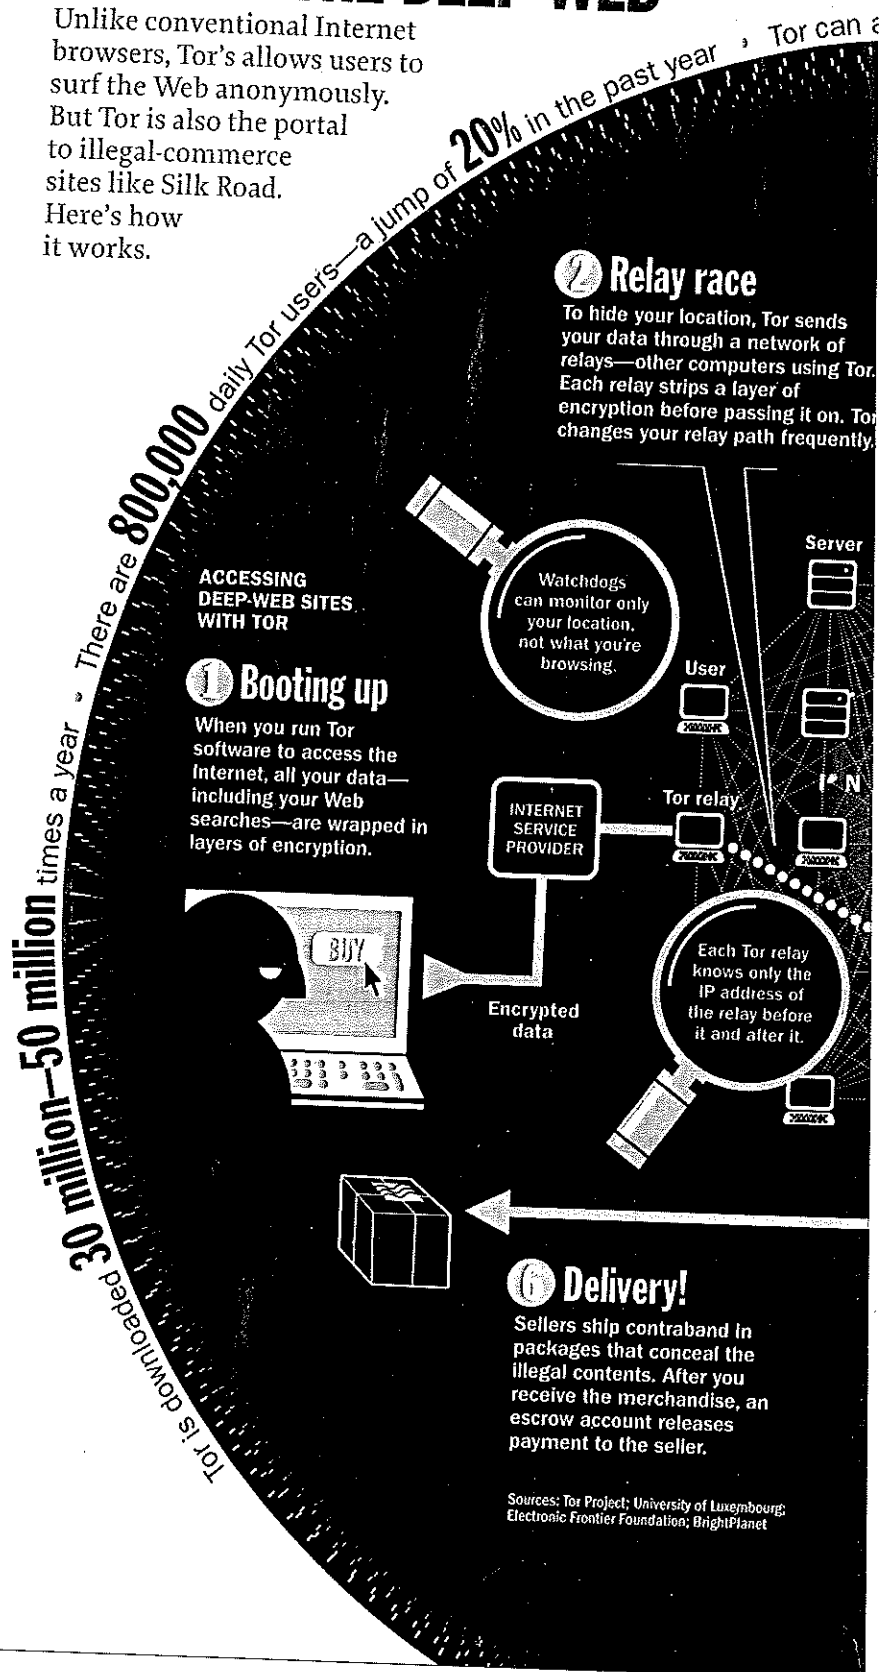 DEEP WEB
Unlike conventional Internet
browsers, Tor's allows users to
surf the Web anonymously.
But Tor is also the portal
to illegal-commerce
sites like Silk Road.
Here's how
it works.
Tor is downloaded 30 million—50 million times a year • There are 800,000 daily Tor users—a jump of 20% in the past year • Tor can a
ACCESSING
DEEP-WEB SITES
WITH TOR
1 Booting up
When you run Tor
software to access the
Internet, all your data—
including your Web
searches—are wrapped in
layers of encryption.
BUY
Encrypted
data
INTERNET
SERVICE
PROVIDER
Watchdogs
can monitor only
your location,
not what you're
browsing.
2 Relay race
To hide your location, Tor sends
your data through a network of
relays—other computers using Tor.
Each relay strips a layer of
encryption before passing it on. Tor
changes your relay path frequently.
Server
User
Tor relay
Each Tor relay
knows only the
IP address of
the relay before
it and after it.
6 Delivery!
Sellers ship contraband in
packages that conceal the
illegal contents. After you
receive the merchandise, an
escrow account releases
payment to the seller.
Sources: Tor Project; University of Luxembourg;
Electronic Frontier Foundation; BrightPlanet